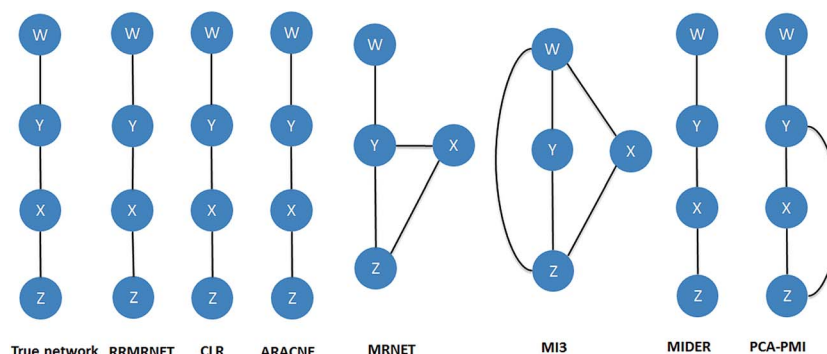 W W W W W W W W
Y Y Y Y Y X Y X Y Y
X X X X X X
Z Z Z Z Z Z Z Z
True network RRMRNET CLR ARACNE MRNET MI3 MIDER PCA-PMI